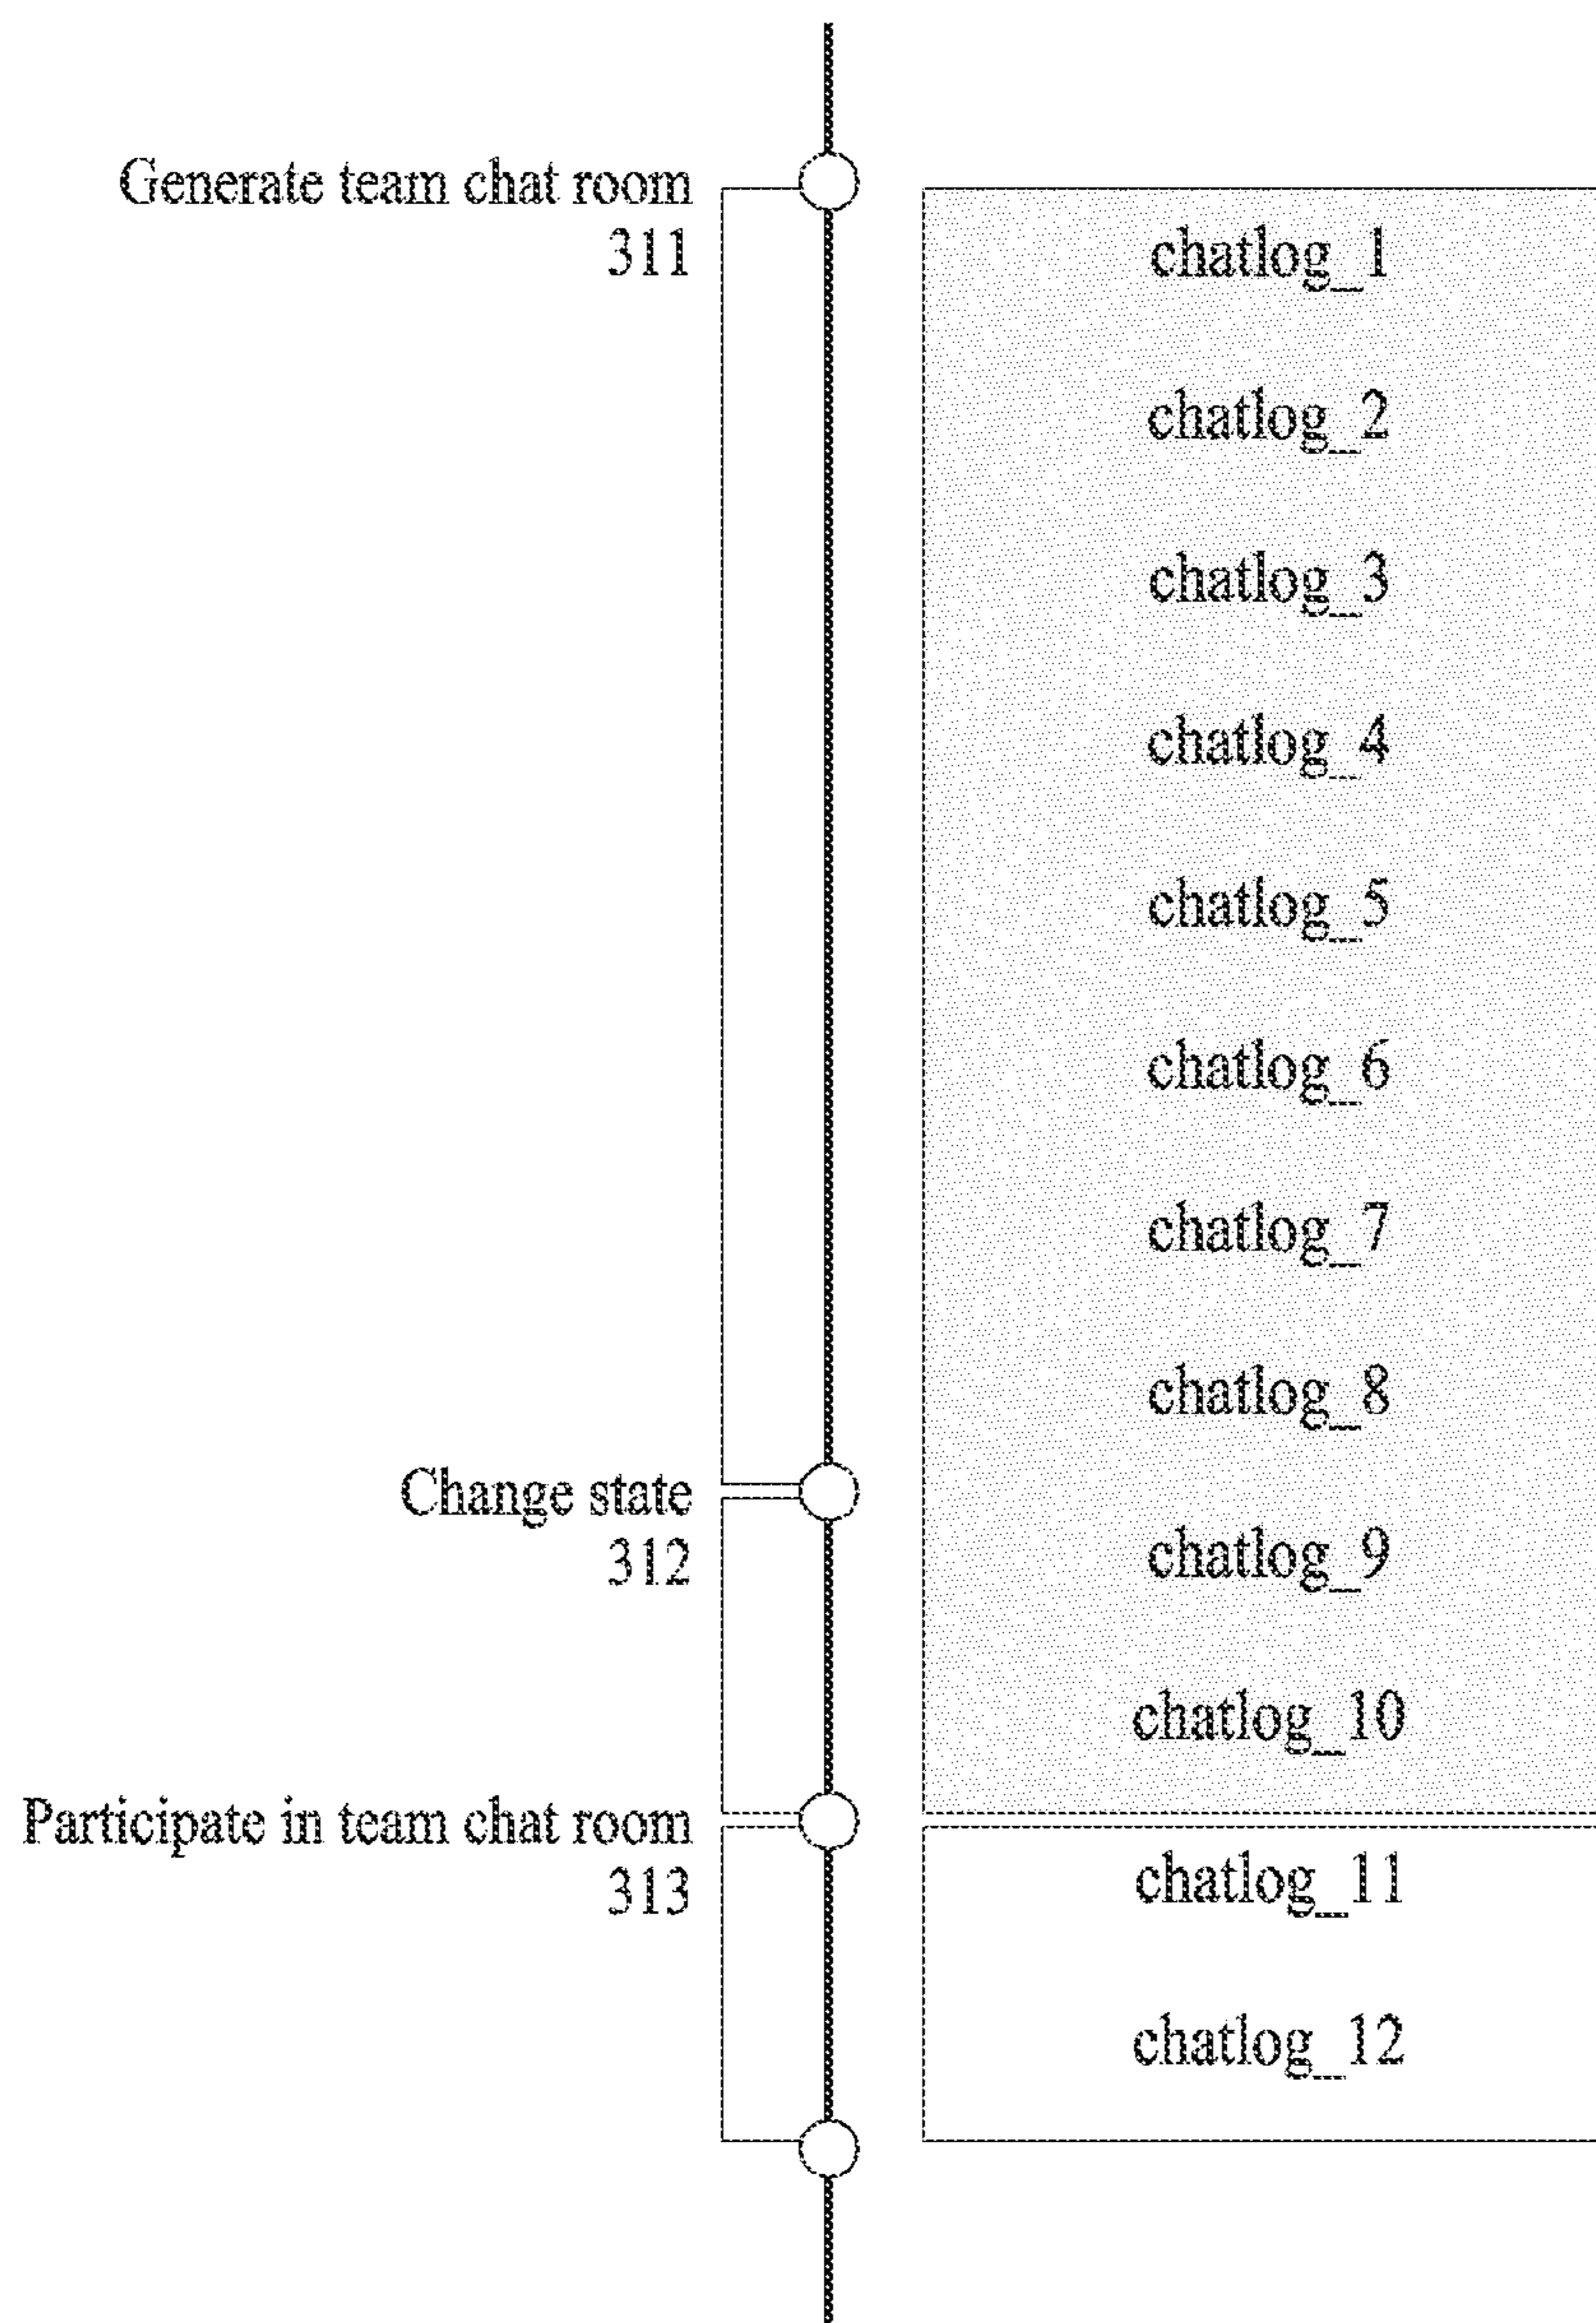 Generate team chat room
311
chatlog_1
chatlog_2
chatlog_3
chatlog_4
chatlog_5
chatlog_6
chatlog_7
chatlog_8
Change state
312
chatlog_9
chatlog_10
Participate in team chat room
313
chatlog_11
chatlog_12